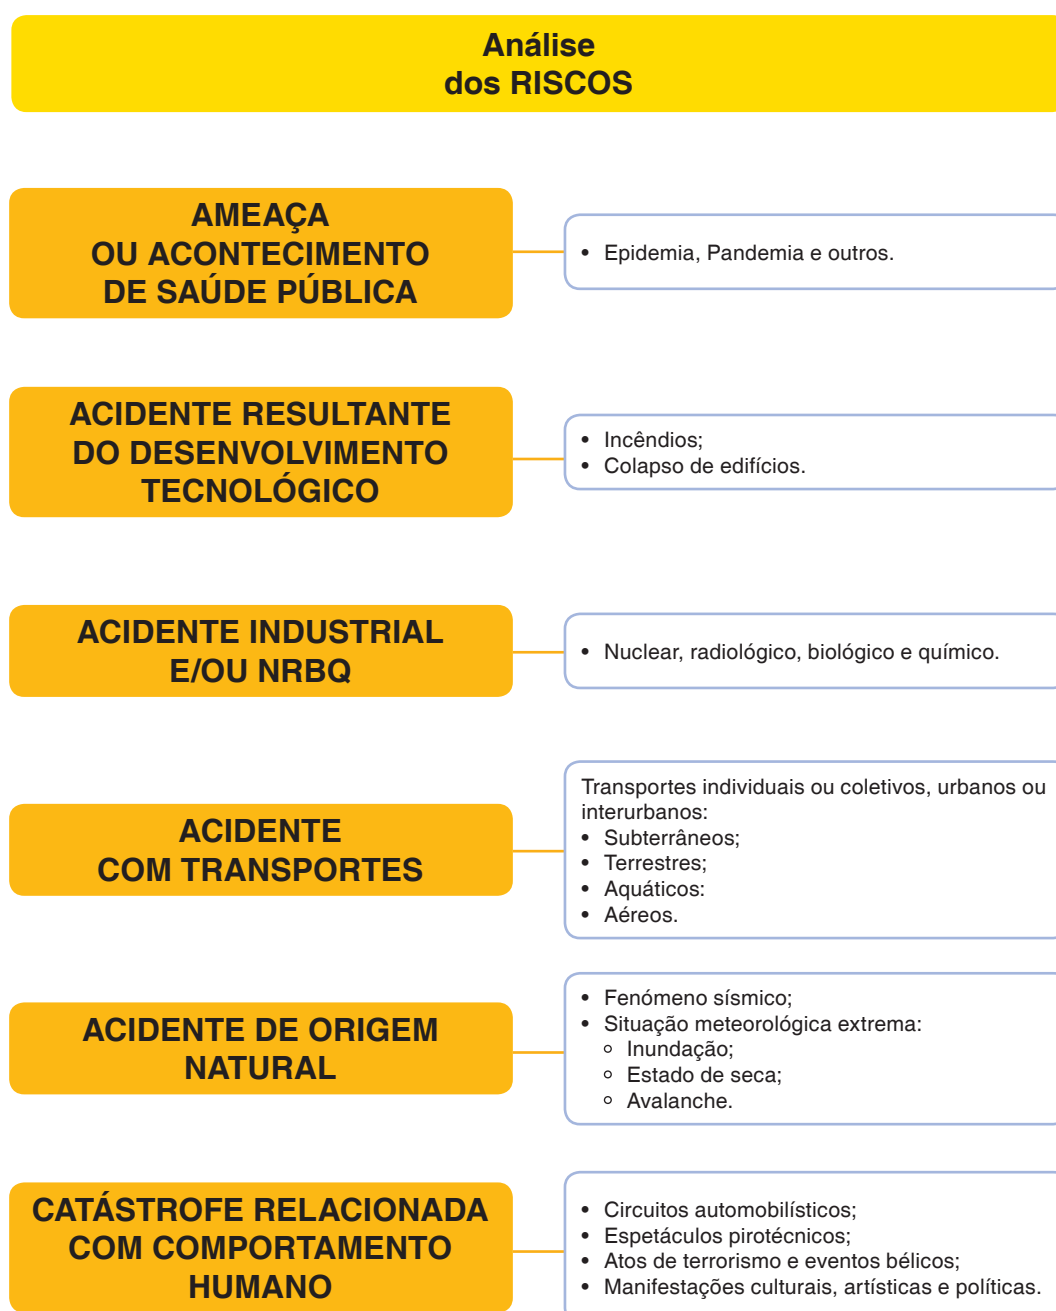 Análise
dos RISCOS
AMEAÇA
OU ACONTECIMENTO
DE SAÚDE PÚBLICA
• Epidemia, Pandemia e outros.
ACIDENTE RESULTANTE
DO DESENVOLVIMENTO
TECNOLÓGICO
• Incêndios;
• Colapso de edifícios.
ACIDENTE INDUSTRIAL
E/OU NRBQ
• Nuclear, radiológico, biológico e químico.
ACIDENTE
COM TRANSPORTES
Transportes individuais ou coletivos, urbanos ou
interurbanos:
• Subterrâneos;
• Terrestres;
• Aquáticos:
• Aéreos.
ACIDENTE DE ORIGEM
NATURAL
• Fenómeno sísmico;
• Situação meteorológica extrema:
○ Inundação;
○ Estado de seca;
○ Avalanche.
CATÁSTROFE RELACIONADA
COM COMPORTAMENTO
HUMANO
• Circuitos automobilísticos;
• Espetáculos pirotécnicos;
• Atos de terrorismo e eventos bélicos;
• Manifestações culturais, artísticas e políticas.